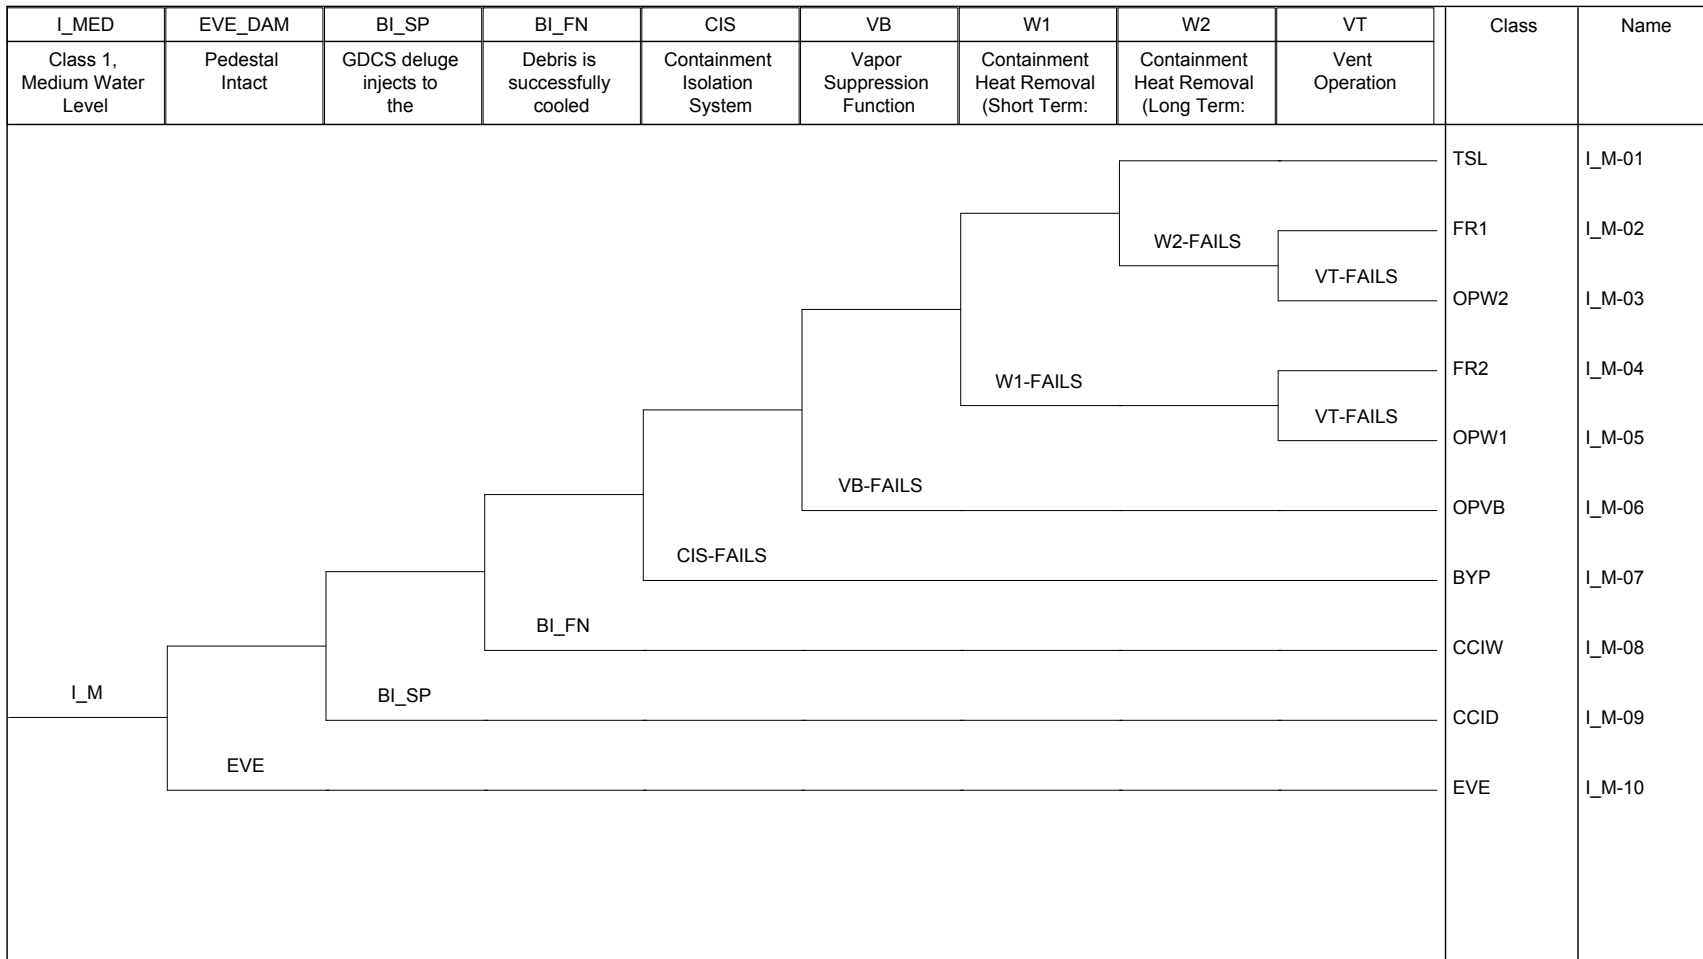 I_MED EVE_DAM BI_SP BI_FN CIS VB W1 W2 VT Class Name
Class 1, Medium Water Level
Pedestal Intact
GDCS deluge injects to the
Debris is successfully cooled
Containment Isolation System
Vapor Suppression Function
Containment Heat Removal (Short Term:
Containment Heat Removal (Long Term:
Vent Operation
TSL I_M-01
FR1 I_M-02
W2-FAILS
VT-FAILS
OPW2 I_M-03
FR2 I_M-04
W1-FAILS
VT-FAILS
OPW1 I_M-05
VB-FAILS
OPVB I_M-06
CIS-FAILS
BYP I_M-07
BI_FN
CCIW I_M-08
I_M
BI_SP
CCID I_M-09
EVE
EVE I_M-10